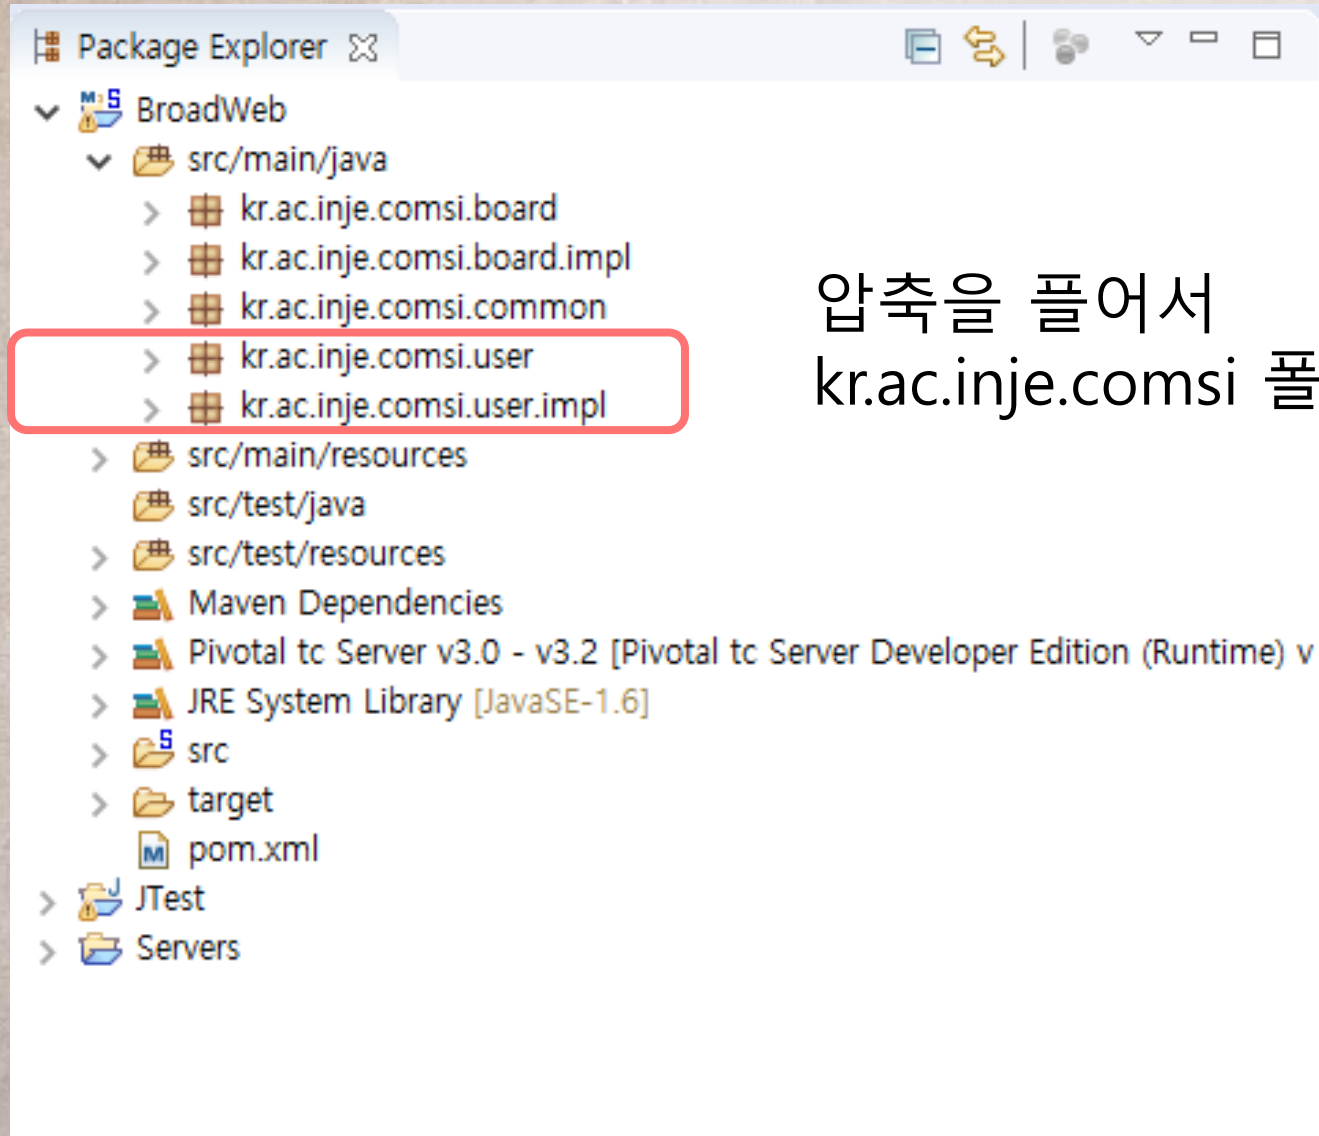 Package Explorer
BroadWeb
src/main/java
kr.ac.inje.comsi.board
kr.ac.inje.comsi.board.impl
kr.ac.inje.comsi.common
kr.ac.inje.comsi.user
kr.ac.inje.comsi.user.impl
src/main/resources
src/test/java
src/test/resources
Maven Dependencies
Pivotal tc Server v3.0 - v3.2 [Pivotal tc Server Developer Edition (Runtime) v
JRE System Library [JavaSE-1.6]
src
target
pom.xml
JTest
Servers
압축을 풀어서
kr.ac.inje.comsi 폴